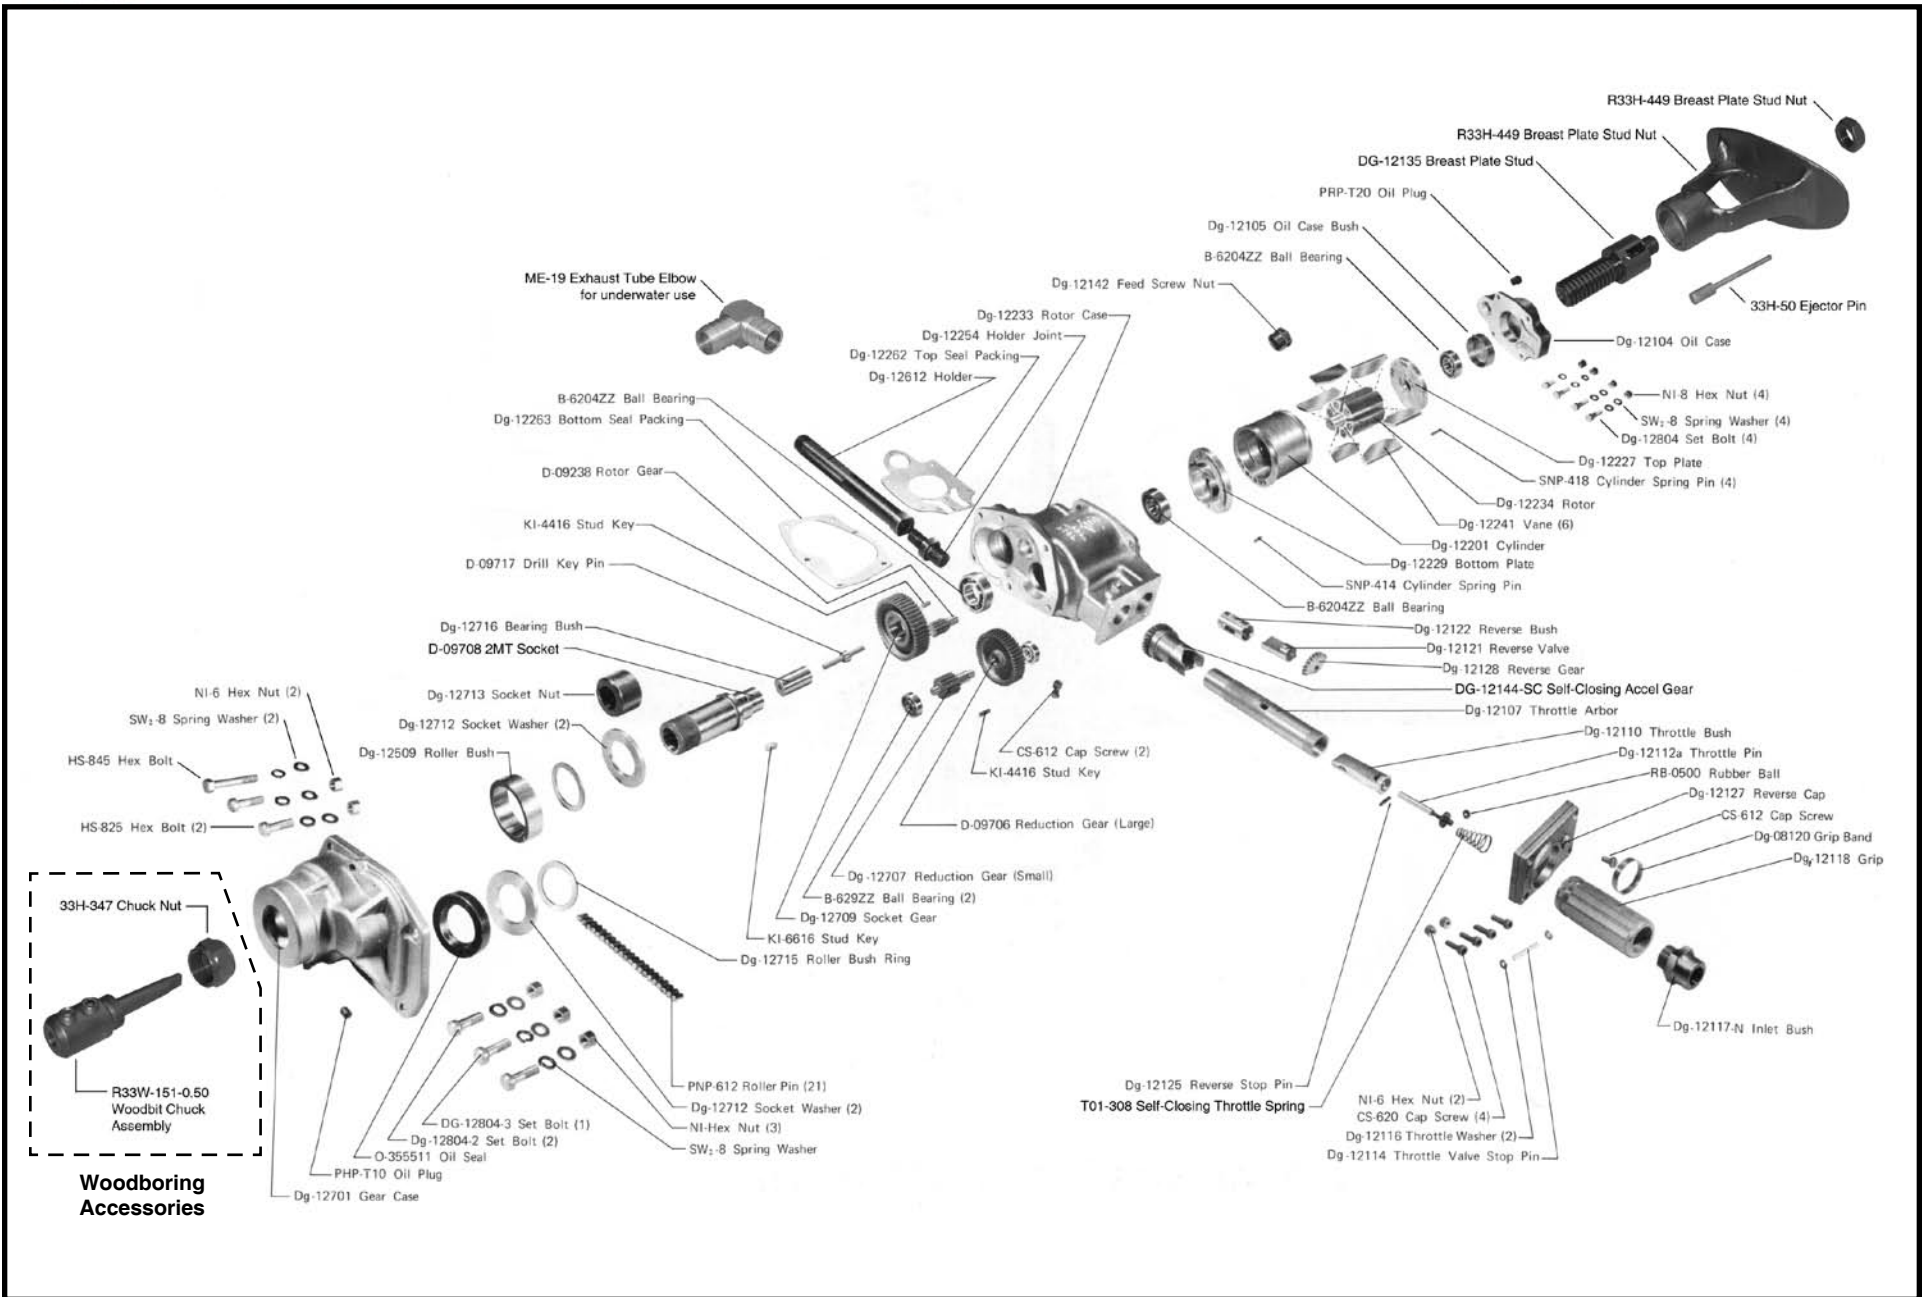 R33H-449 Breast Plate Stud Nut
R33H-449 Breast Plate Stud Nut
DG-12135 Breast Plate Stud
PRP-T20 Oil Plug
Dg-12105 Oil Case Bush
B-6204ZZ Ball Bearing
Dg-12142 Feed Screw Nut
33H-50 Ejector Pin
Dg-12104 Oil Case
ME-19 Exhaust Tube Elbow
for underwater use
Dg-12233 Rotor Case
Dg-12254 Holder Joint
Dg-12262 Top Seal Packing
Dg-12612 Holder
B-6204ZZ Ball Bearing
Dg-12263 Bottom Seal Packing
D-09238 Rotor Gear
KI-4416 Stud Key
D-09717 Drill Key Pin
Dg-12716 Bearing Bush
D-09708 2MT Socket
Dg-12713 Socket Nut
Dg-12712 Socket Washer (2)
Dg-12509 Roller Bush
NI-6 Hex Nut (2)
SW₂-8 Spring Washer (2)
HS-845 Hex Bolt
HS-825 Hex Bolt (2)
NI-8 Hex Nut (4)
SW₂-8 Spring Washer (4)
Dg-12804 Set Bolt (4)
Dg-12227 Top Plate
SNP-418 Cylinder Spring Pin (4)
Dg-12234 Rotor
Dg-12241 Vane (6)
Dg-12201 Cylinder
Dg-12229 Bottom Plate
SNP-414 Cylinder Spring Pin
B-6204ZZ Ball Bearing
Dg-12122 Reverse Bush
Dg-12121 Reverse Valve
Dg-12128 Reverse Gear
DG-12144-SC Self-Closing Accel Gear
Dg-12107 Throttle Arbor
Dg-12110 Throttle Bush
Dg-12112a Throttle Pin
RB-0500 Rubber Ball
Dg-12127 Reverse Cap
CS-612 Cap Screw
Dg-08120 Grip Band
Dg-12118 Grip
CS-612 Cap Screw (2)
KI-4416 Stud Key
D-09706 Reduction Gear (Large)
Dg-12707 Reduction Gear (Small)
B-629ZZ Ball Bearing (2)
Dg-12709 Socket Gear
KI-6616 Stud Key
Dg-12715 Roller Bush Ring
33H-347 Chuck Nut
R33W-151-0.50
Woodbit Chuck
Assembly
Woodboring
Accessories
PNP-612 Roller Pin (21)
Dg-12712 Socket Washer (2)
NI-Hex Nut (3)
SW₂-8 Spring Washer
DG-12804-3 Set Bolt (1)
Dg-12804-2 Set Bolt (2)
O-355511 Oil Seal
PHP-T10 Oil Plug
Dg-12701 Gear Case
Dg-12117-N Inlet Bush
Dg-12125 Reverse Stop Pin
T01-308 Self-Closing Throttle Spring
NI-6 Hex Nut (2)
CS-620 Cap Screw (4)
Dg-12116 Throttle Washer (2)
Dg-12114 Throttle Valve Stop Pin